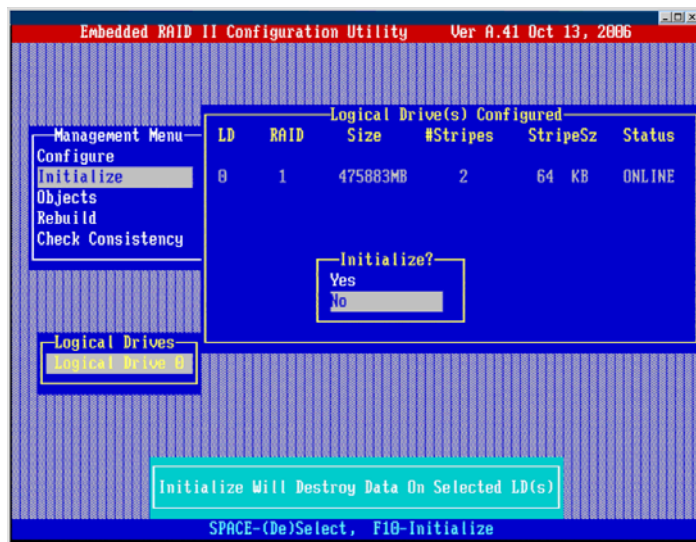 Embedded RAID II Configuration Utility Ver A.41 Oct 13, 2006
Logical Drive(s) Configured
LD RAID Size #Stripes StripeSz Status
0 1 475883MB 2 64 KB ONLINE
Management Menu
Configure
Initialize
Objects
Rebuild
Check Consistency
Initialize?
Yes
No
Logical Drives
Logical Drive 0
Initialize Will Destroy Data On Selected LD(s)
SPACE-(De)Select, F10-Initialize